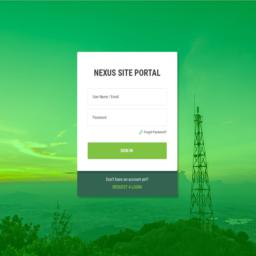 NEXUS SITE PORTAL
User Name / Email
Password
Forgot Password?
SIGN IN
Don't have an account yet?
REQUEST A LOGIN